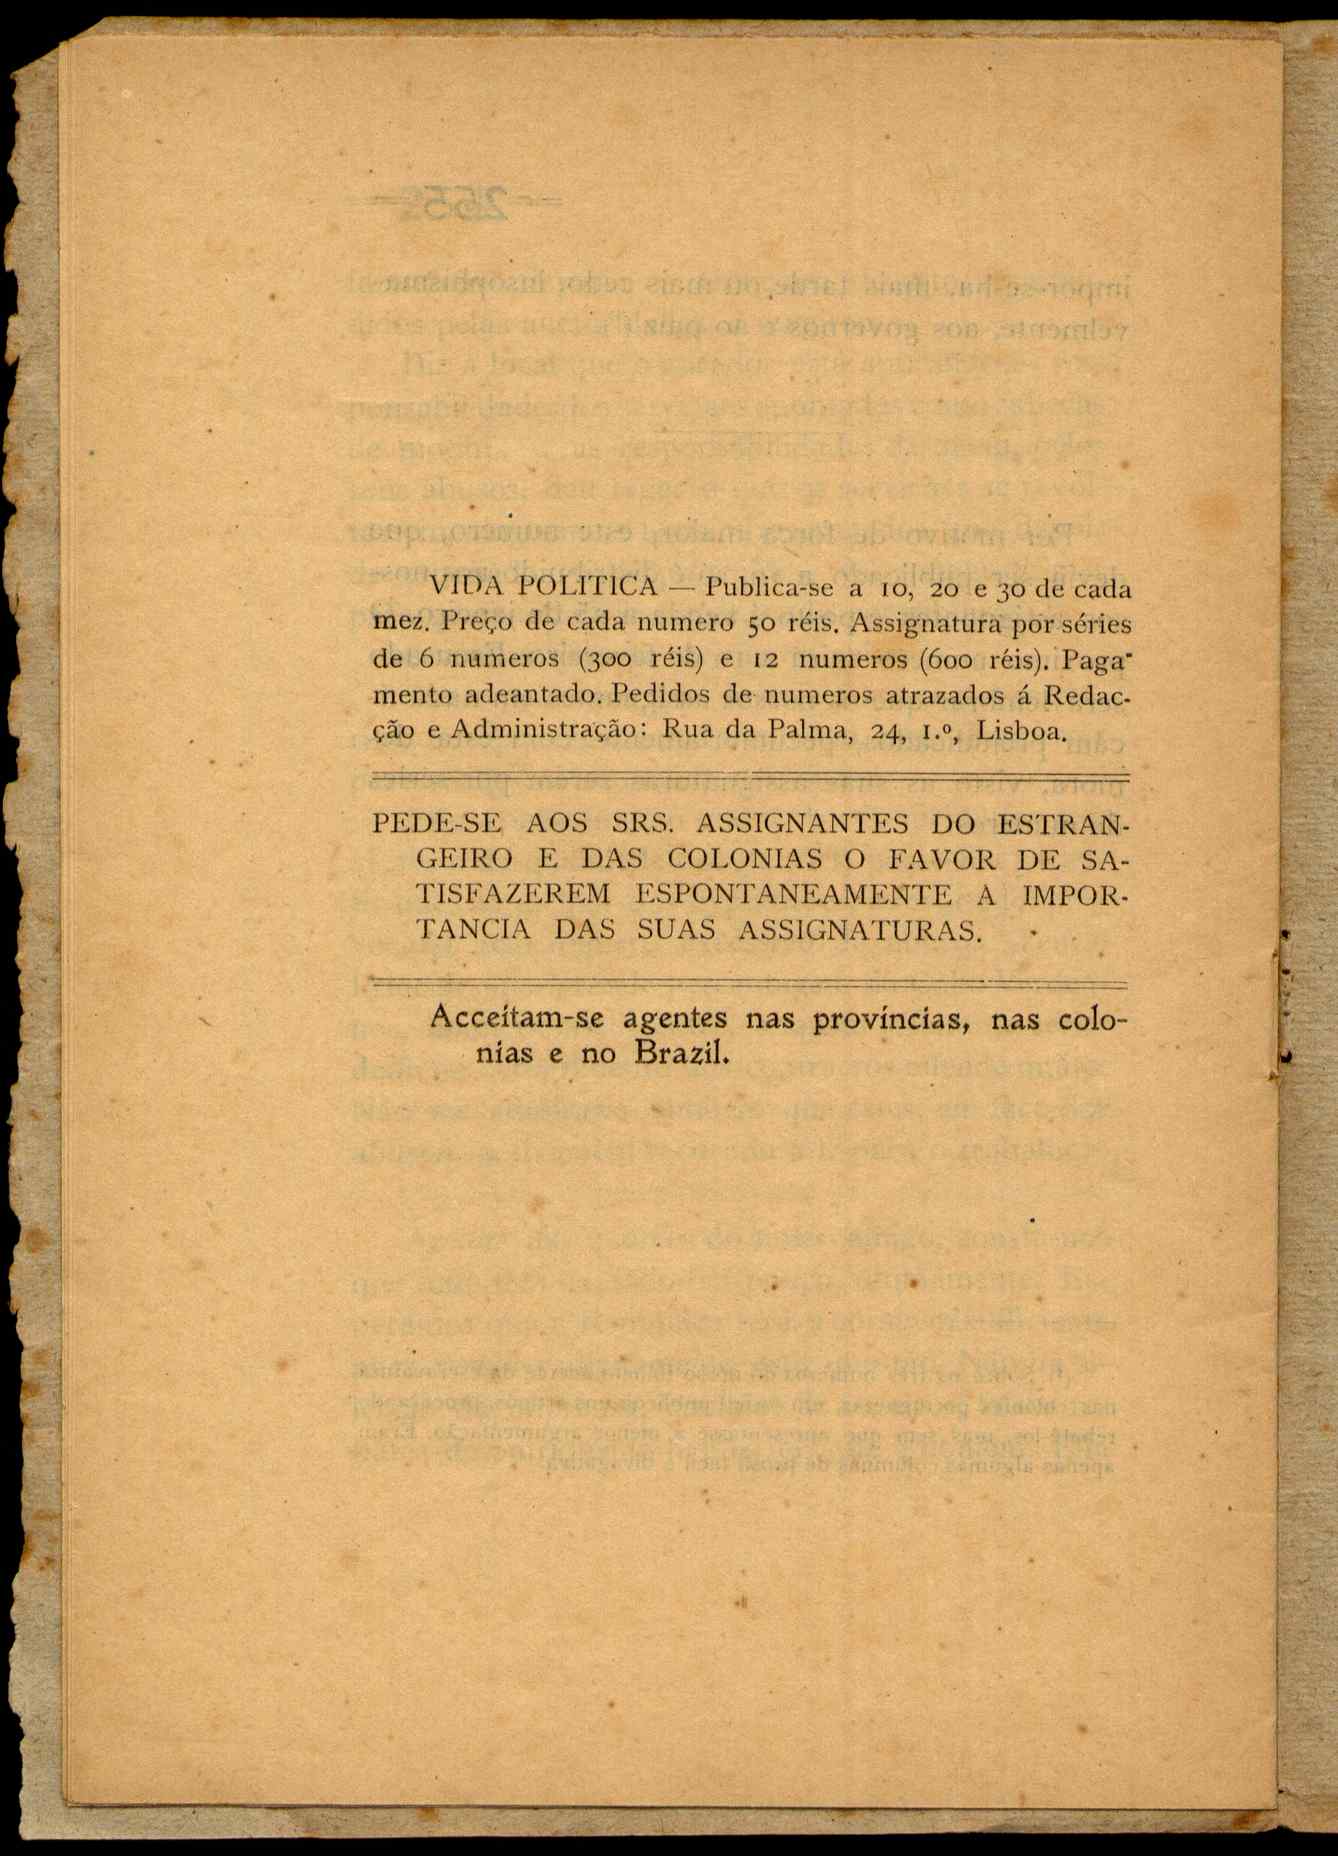 VIDA POLITICA — Publica-se a 10, 20 e 30 de cada
mez. Preço de cada numero 50 réis. Assignatura por séries
de 6 numeros (300 réis) e 12 numeros (600 réis). Paga-
mento adeantado. Pedidos de numeros atrazados á Redac-
ção e Administração: Rua da Palma, 24, 1.º, Lisboa.
PEDE-SE AOS SRS. ASSIGNANTES DO ESTRAN-
GEIRO E DAS COLONIAS O FAVOR DE SA-
TISFAZEREM ESPONTANEAMENTE A IMPOR-
TANCIA DAS SUAS ASSIGNATURAS.
Acceitam-se agentes nas províncias, nas colo-
nias e no Brazil.